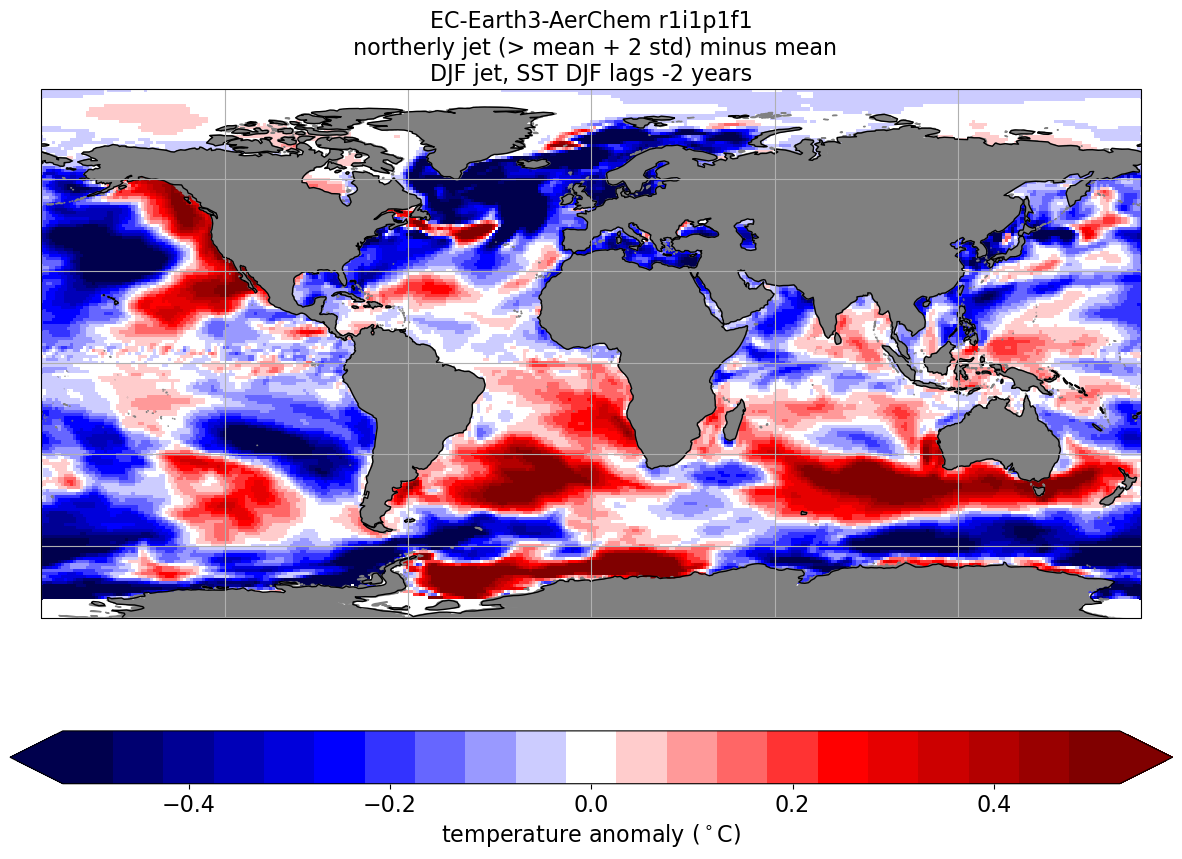 EC-Earth3-AerChem r1i1p1f1
northerly jet (> mean + 2 std) minus mean
DJF jet, SST DJF lags -2 years
−0.4 −0.2 0.0 0.2 0.4
temperature anomaly (°C)